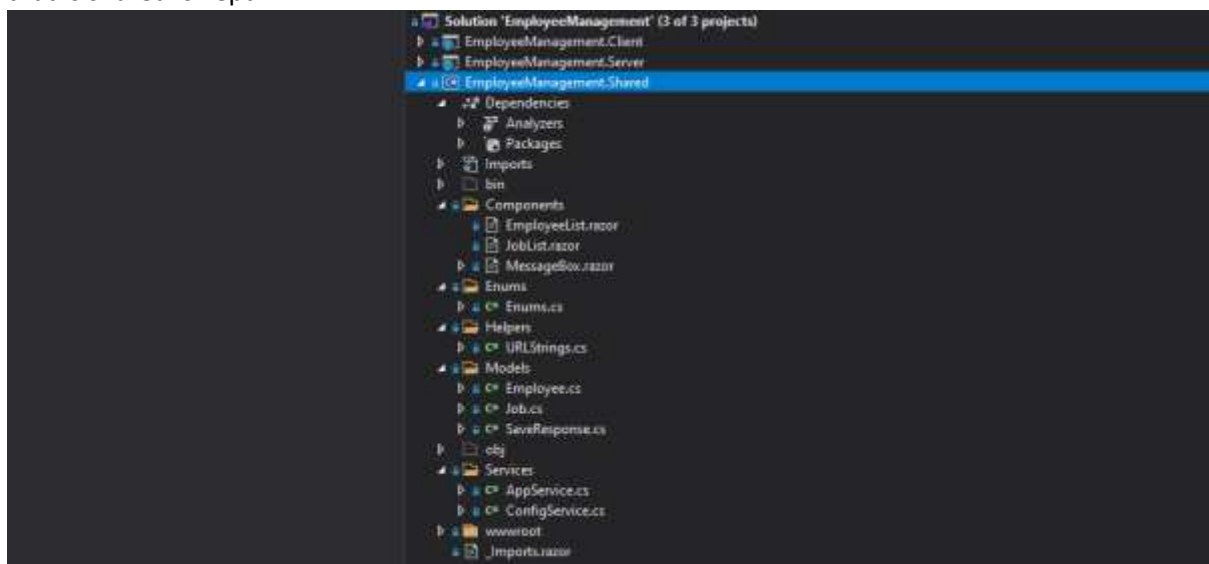 Solution 'EmployeeManagement' (3 of 3 projects)
EmployeeManagement.Client
EmployeeManagement.Server
EmployeeManagement.Shared
Dependencies
Analyzers
Packages
Imports
bin
Components
EmployeeList.razor
JobList.razor
MessageBox.razor
Enums
Enums.cs
Helpers
URLStrings.cs
Models
Employee.cs
Job.cs
SaveResponse.cs
obj
Services
AppService.cs
ConfigService.cs
wwwroot
_Imports.razor